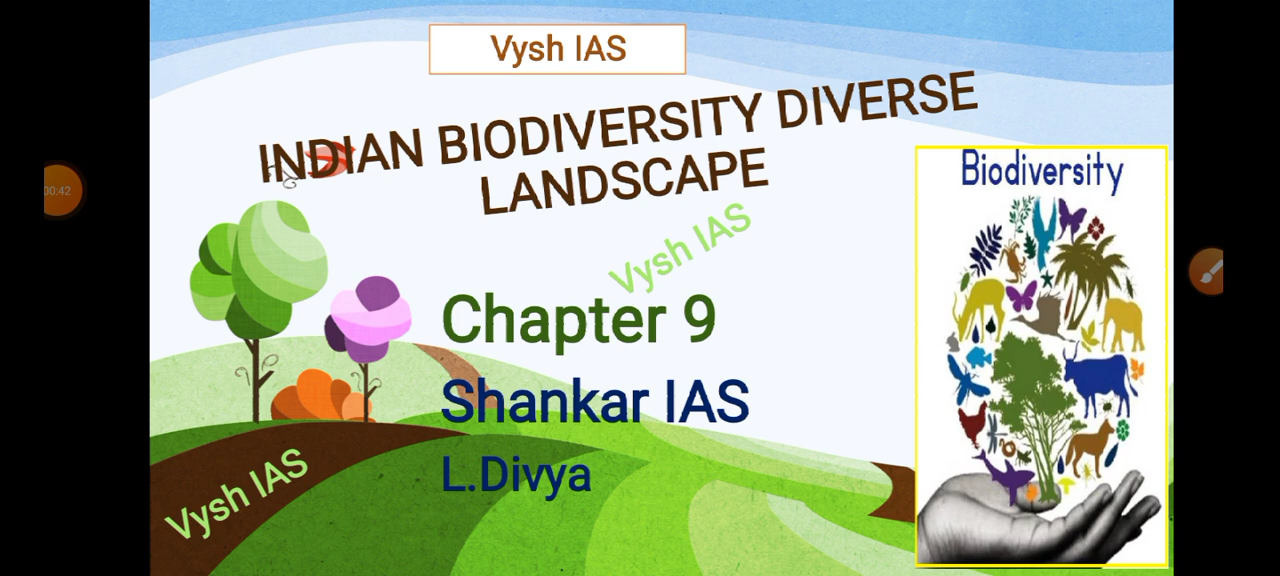 Vysh IAS
INDIAN BIODIVERSITY DIVERSE
LANDSCAPE
Biodiversity
00:42
Vysh IAS
Chapter 9
Shankar IAS
L.Divya
Vysh IAS